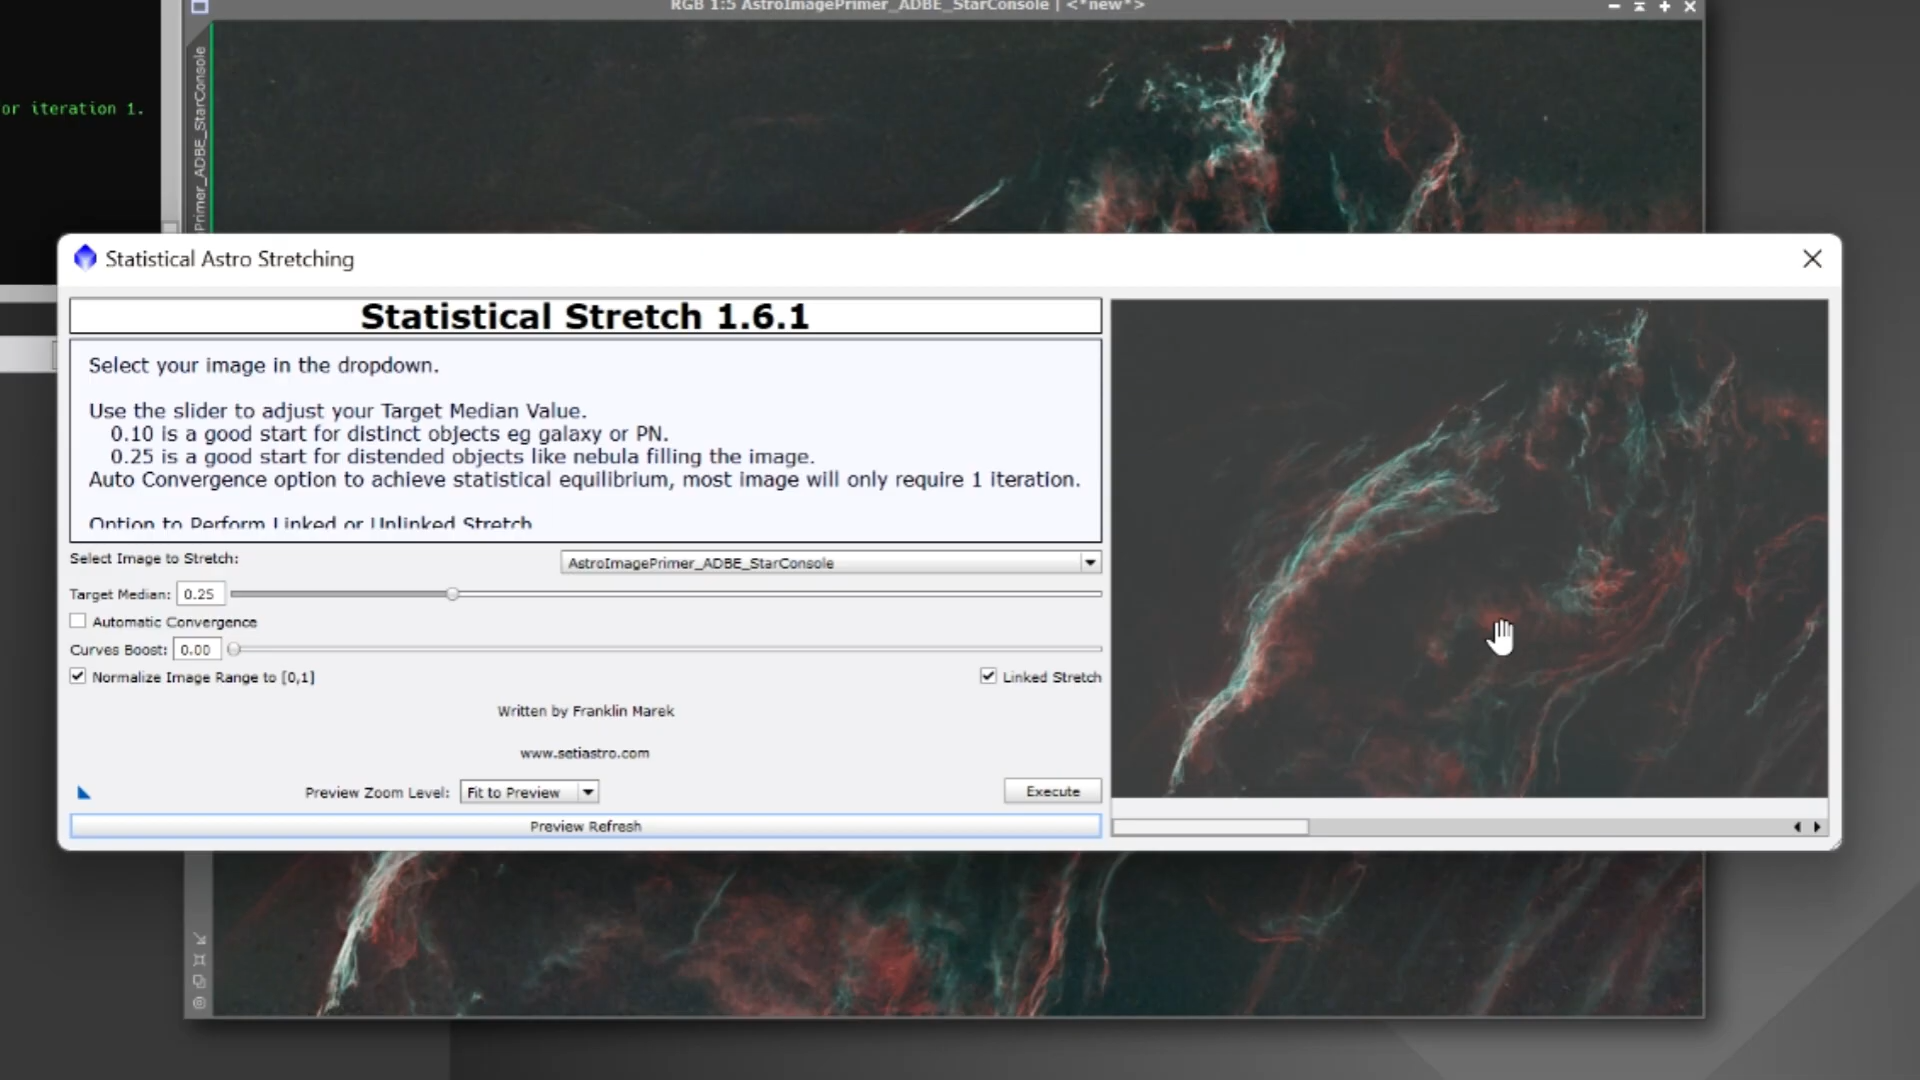 RGB 1:5 AstroImagePrimer_ADBE_StarConsole | <*new*>
or iteration 1.
Primer_ADBE_StarConsole
Statistical Astro Stretching
Statistical Stretch 1.6.1
Select your image in the dropdown.
Use the slider to adjust your Target Median Value.
0.10 is a good start for distinct objects eg galaxy or PN.
0.25 is a good start for distended objects like nebula filling the image.
Auto Convergence option to achieve statistical equilibrium, most image will only require 1 iteration.
Option to Perform Linked or Unlinked Stretch
Select Image to Stretch: AstroImagePrimer_ADBE_StarConsole
Target Median: 0.25
Automatic Convergence
Curves Boost: 0.00
Normalize Image Range to [0,1] Linked Stretch
Written by Franklin Marek
www.setiastro.com
Preview Zoom Level: Fit to Preview Execute
Preview Refresh